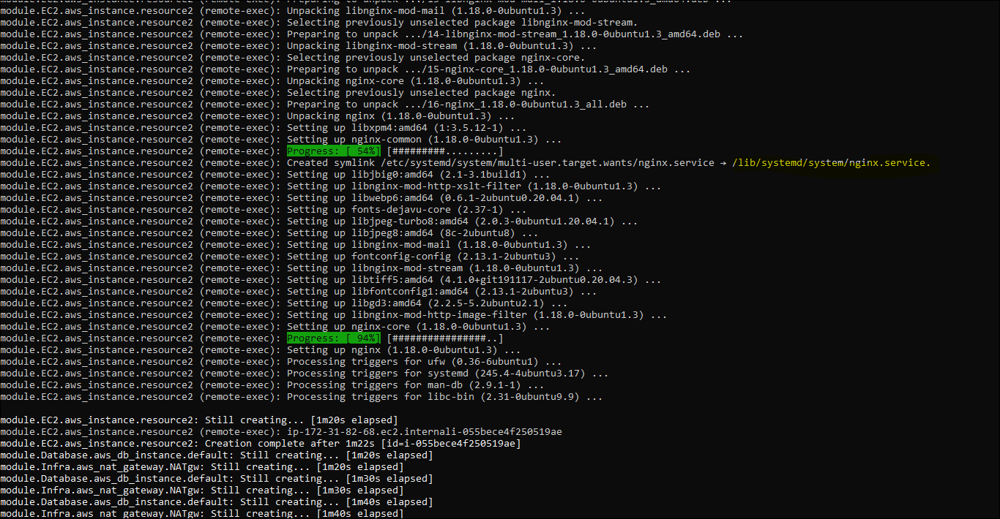 module.EC2.aws_instance.resource2 (remote-exec): Unpacking libnginx-mod-mail (1.18.0-0ubuntu1.3) ...
module.EC2.aws_instance.resource2 (remote-exec): Selecting previously unselected package libnginx-mod-stream.
module.EC2.aws_instance.resource2 (remote-exec): Preparing to unpack .../14-libnginx-mod-stream_1.18.0-0ubuntu1.3_amd64.deb ...
module.EC2.aws_instance.resource2 (remote-exec): Unpacking libnginx-mod-stream (1.18.0-0ubuntu1.3) ...
module.EC2.aws_instance.resource2 (remote-exec): Selecting previously unselected package nginx-core.
module.EC2.aws_instance.resource2 (remote-exec): Preparing to unpack .../15-nginx-core_1.18.0-0ubuntu1.3_amd64.deb ...
module.EC2.aws_instance.resource2 (remote-exec): Unpacking nginx-core (1.18.0-0ubuntu1.3) ...
module.EC2.aws_instance.resource2 (remote-exec): Selecting previously unselected package nginx.
module.EC2.aws_instance.resource2 (remote-exec): Preparing to unpack .../16-nginx_1.18.0-0ubuntu1.3_all.deb ...
module.EC2.aws_instance.resource2 (remote-exec): Unpacking nginx (1.18.0-0ubuntu1.3) ...
module.EC2.aws_instance.resource2 (remote-exec): Setting up libxpm4:amd64 (1:3.5.12-1) ...
module.EC2.aws_instance.resource2 (remote-exec): Setting up nginx-common (1.18.0-0ubuntu1.3) ...
module.EC2.aws_instance.resource2 (remote-exec): Progress: [ 54%] [#########.........]
module.EC2.aws_instance.resource2 (remote-exec): Created symlink /etc/systemd/system/multi-user.target.wants/nginx.service → /lib/systemd/system/nginx.service.
module.EC2.aws_instance.resource2 (remote-exec): Setting up libjbig0:amd64 (2.1-3.1build1) ...
module.EC2.aws_instance.resource2 (remote-exec): Setting up libnginx-mod-http-xslt-filter (1.18.0-0ubuntu1.3) ...
module.EC2.aws_instance.resource2 (remote-exec): Setting up libwebp6:amd64 (0.6.1-2ubuntu0.20.04.1) ...
module.EC2.aws_instance.resource2 (remote-exec): Setting up fonts-dejavu-core (2.37-1) ...
module.EC2.aws_instance.resource2 (remote-exec): Setting up libjpeg-turbo8:amd64 (2.0.3-0ubuntu1.20.04.1) ...
module.EC2.aws_instance.resource2 (remote-exec): Setting up libjpeg8:amd64 (8c-2ubuntu8) ...
module.EC2.aws_instance.resource2 (remote-exec): Setting up libnginx-mod-mail (1.18.0-0ubuntu1.3) ...
module.EC2.aws_instance.resource2 (remote-exec): Setting up fontconfig-config (2.13.1-2ubuntu3) ...
module.EC2.aws_instance.resource2 (remote-exec): Setting up libnginx-mod-stream (1.18.0-0ubuntu1.3) ...
module.EC2.aws_instance.resource2 (remote-exec): Setting up libtiff5:amd64 (4.1.0+git191117-2ubuntu0.20.04.3) ...
module.EC2.aws_instance.resource2 (remote-exec): Setting up libfontconfig1:amd64 (2.13.1-2ubuntu3) ...
module.EC2.aws_instance.resource2 (remote-exec): Setting up libgd3:amd64 (2.2.5-5.2ubuntu2.1) ...
module.EC2.aws_instance.resource2 (remote-exec): Setting up libnginx-mod-http-image-filter (1.18.0-0ubuntu1.3) ...
module.EC2.aws_instance.resource2 (remote-exec): Setting up nginx-core (1.18.0-0ubuntu1.3) ...
module.EC2.aws_instance.resource2 (remote-exec): Progress: [ 94%] [################..]
module.EC2.aws_instance.resource2 (remote-exec): Setting up nginx (1.18.0-0ubuntu1.3) ...
module.EC2.aws_instance.resource2 (remote-exec): Processing triggers for ufw (0.36-6ubuntu1) ...
module.EC2.aws_instance.resource2 (remote-exec): Processing triggers for systemd (245.4-4ubuntu3.17) ...
module.EC2.aws_instance.resource2 (remote-exec): Processing triggers for man-db (2.9.1-1) ...
module.EC2.aws_instance.resource2 (remote-exec): Processing triggers for libc-bin (2.31-0ubuntu9.9) ...
module.EC2.aws_instance.resource2: Still creating... [1m20s elapsed]
module.EC2.aws_instance.resource2 (remote-exec): ip-172-31-82-68.ec2.internali-055bece4f250519ae
module.EC2.aws_instance.resource2: Creation complete after 1m22s [id=i-055bece4f250519ae]
module.Database.aws_db_instance.default: Still creating... [1m20s elapsed]
module.Infra.aws_nat_gateway.NATgw: Still creating... [1m20s elapsed]
module.Database.aws_db_instance.default: Still creating... [1m30s elapsed]
module.Infra.aws_nat_gateway.NATgw: Still creating... [1m30s elapsed]
module.Database.aws_db_instance.default: Still creating... [1m40s elapsed]
module.Infra.aws_nat_gateway.NATgw: Still creating... [1m40s elapsed]